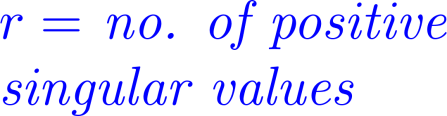 r = no. of positive
singular values